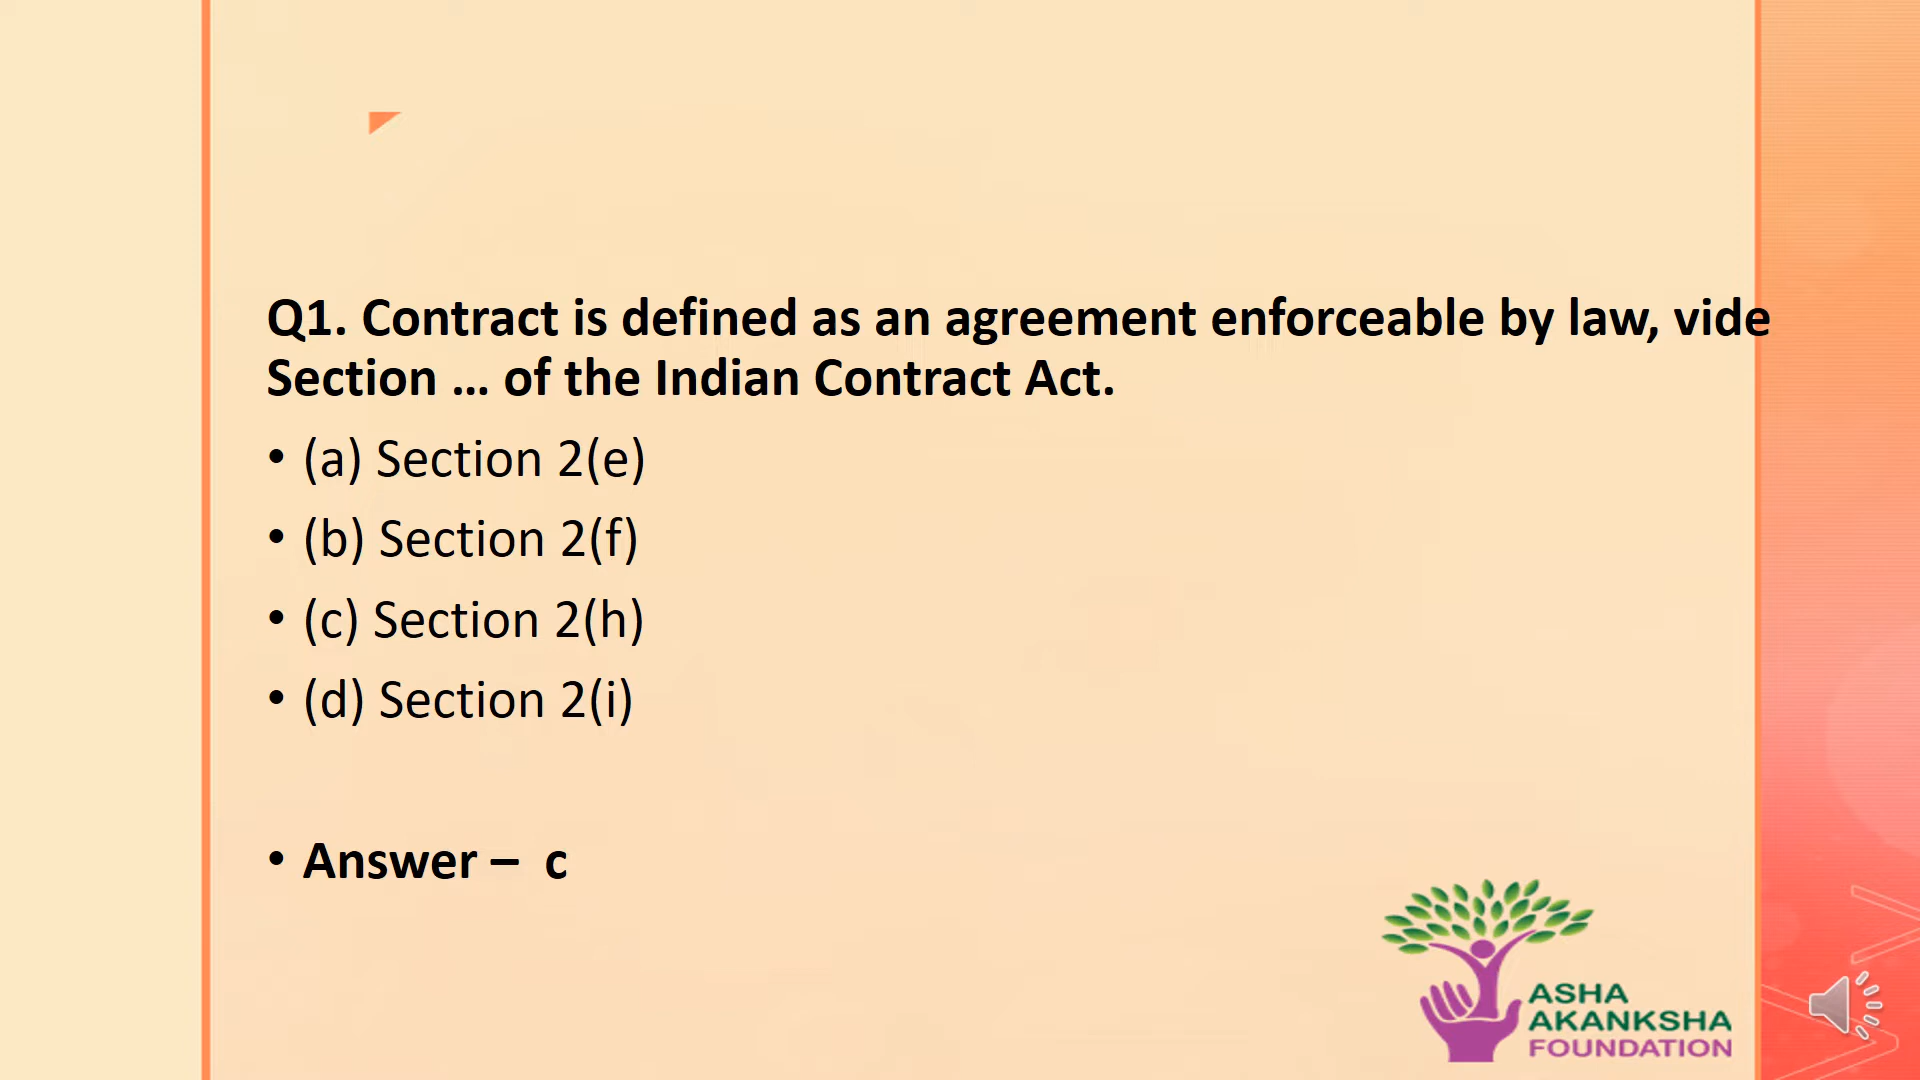 Q1. Contract is defined as an agreement enforceable by law, vide
Section ... of the Indian Contract Act.
• (a) Section 2(e)
• (b) Section 2(f)
• (c) Section 2(h)
• (d) Section 2(i)
• Answer – c
ASHA
AKANKSHA
FOUNDATION